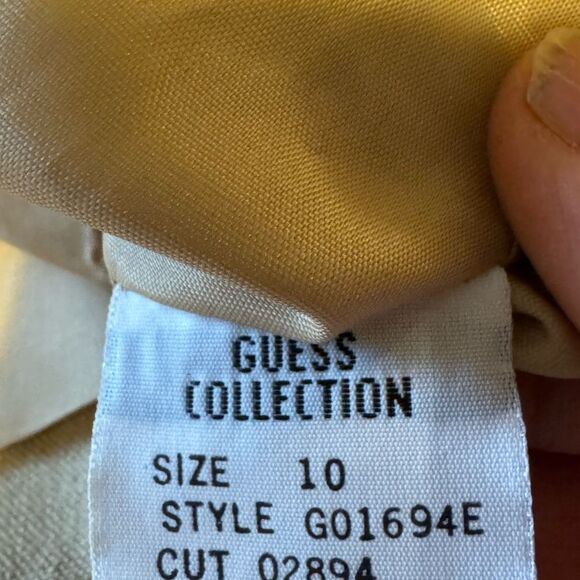 GUESS
COLLECTION
SIZE 10
STYLE G01694E
CUT 02894